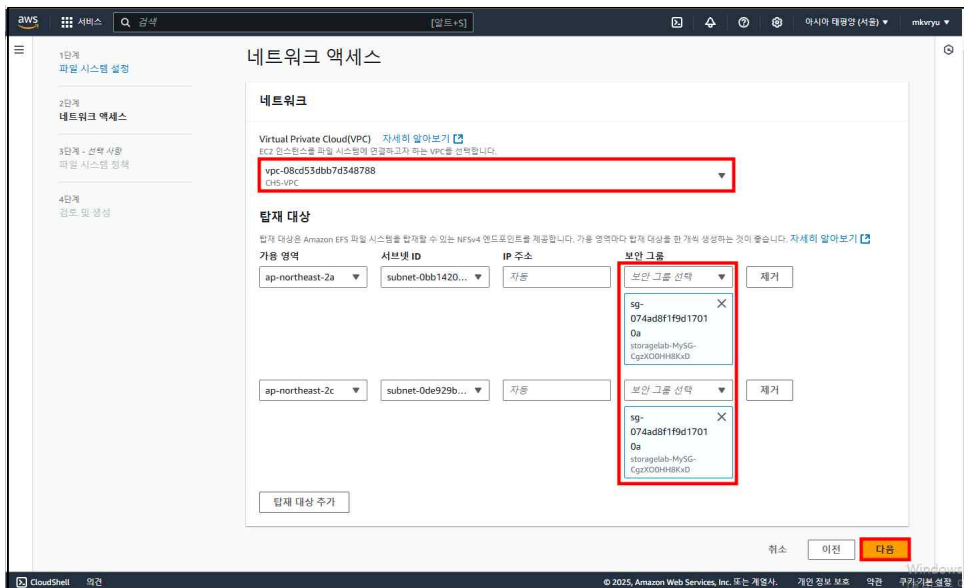 aws
서비스
검색
[알트+S]
아시아 태평양 (서울)
mkvryu
1단계
파일 시스템 설정
2단계
네트워크 액세스
3단계 - 선택 사항
파일 시스템 정책
4단계
검토 및 생성
네트워크 액세스
네트워크
Virtual Private Cloud(VPC) 자세히 알아보기
EC2 인스턴스를 파일 시스템에 연결하고자 하는 VPC를 선택합니다.
vpc-08cd53dbb7d348788
CH5-VPC
탑재 대상
탑재 대상은 Amazon EFS 파일 시스템을 탑재할 수 있는 NFSv4 엔드포인트를 제공합니다. 가용 영역마다 탑재 대상을 한 개씩 생성하는 것이 좋습니다. 자세히 알아보기
가용 영역 서브넷 ID IP 주소 보안 그룹
ap-northeast-2a subnet-0bb1420... 자동 보안 그룹 선택 제거
sg-
074ad8f1f9d1701
0a
storagelab-MySG-
CgzXO0HH8KxD
ap-northeast-2c subnet-0de929b... 자동 보안 그룹 선택 제거
sg-
074ad8f1f9d1701
0a
storagelab-MySG-
CgzXO0HH8KxD
탑재 대상 추가
취소 이전 다음
Windows
CloudShell 의견 © 2025, Amazon Web Services, Inc. 또는 계열사. 개인 정보 보호 약관 쿠키 기본 설정